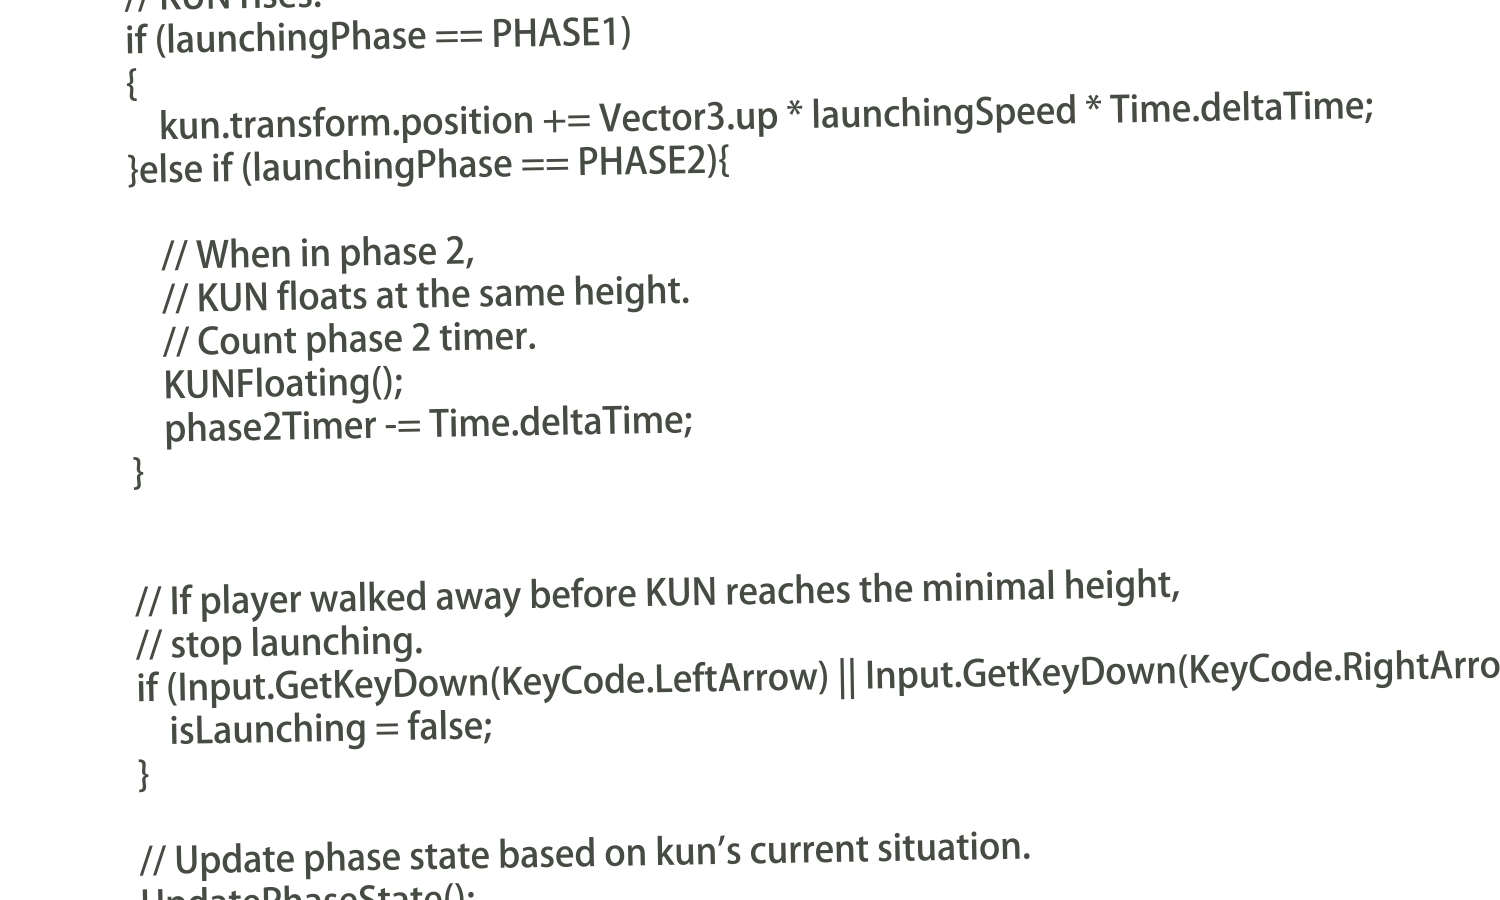 // KUN rises.
if (launchingPhase == PHASE1)
{
kun.transform.position += Vector3.up * launchingSpeed * Time.deltaTime;
}else if (launchingPhase == PHASE2){
// When in phase 2,
// KUN floats at the same height.
// Count phase 2 timer.
KUNFloating();
phase2Timer -= Time.deltaTime;
}
// If player walked away before KUN reaches the minimal height,
// stop launching.
if (Input.GetKeyDown(KeyCode.LeftArrow) || Input.GetKeyDown(KeyCode.RightArro
isLaunching = false;
}
// Update phase state based on kun’s current situation.
UpdatePhaseState();